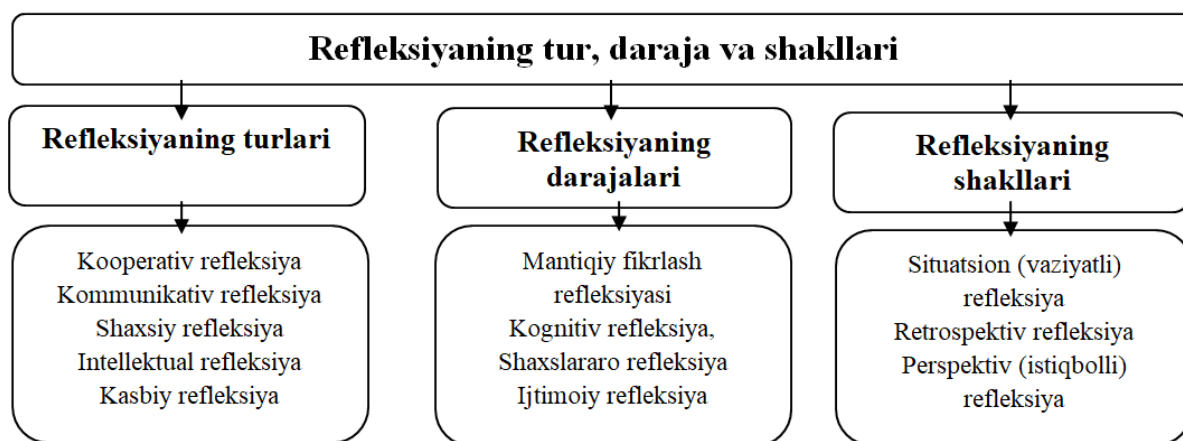 Refleksiyaning tur, daraja va shakllari
Refleksiyaning turlari
Refleksiyaning
darajalari
Refleksiyaning
shakllari
Kooperativ refleksiya
Kommunikativ refleksiya
Shaxsiy refleksiya
Intellektual refleksiya
Kasbiy refleksiya
Mantiqiy fikrlash
refleksiyasi
Kognitiv refleksiya,
Shaxslararo refleksiya
Ijtimoiy refleksiya
Situatsion (vaziyatli)
refleksiya
Retrospektiv refleksiya
Perspektiv (istiqbolli)
refleksiya